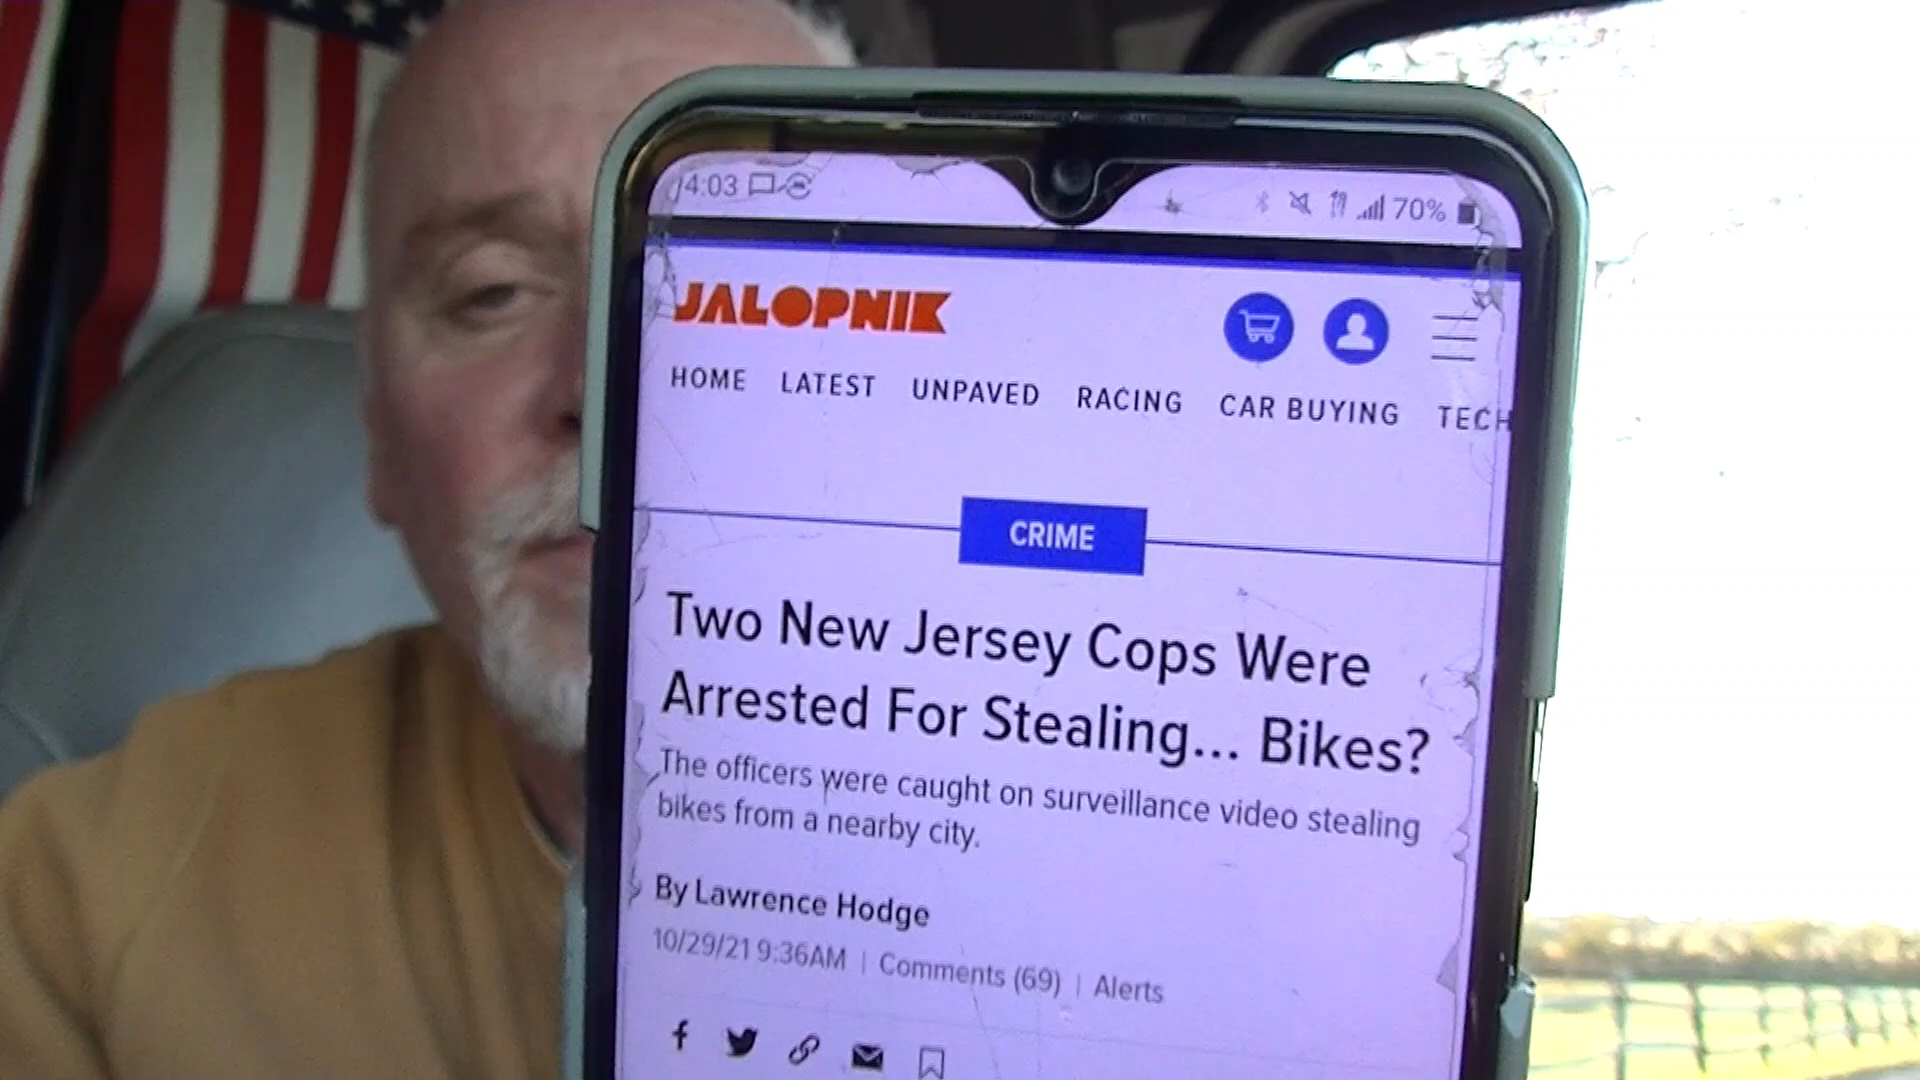 4:03 70%
JALOPNIK
HOME LATEST UNPAVED RACING CAR BUYING TECH
CRIME
Two New Jersey Cops Were
Arrested For Stealing... Bikes?
The officers were caught on surveillance video stealing
bikes from a nearby city.
By Lawrence Hodge
10/29/21 9:36AM | Comments (69) | Alerts